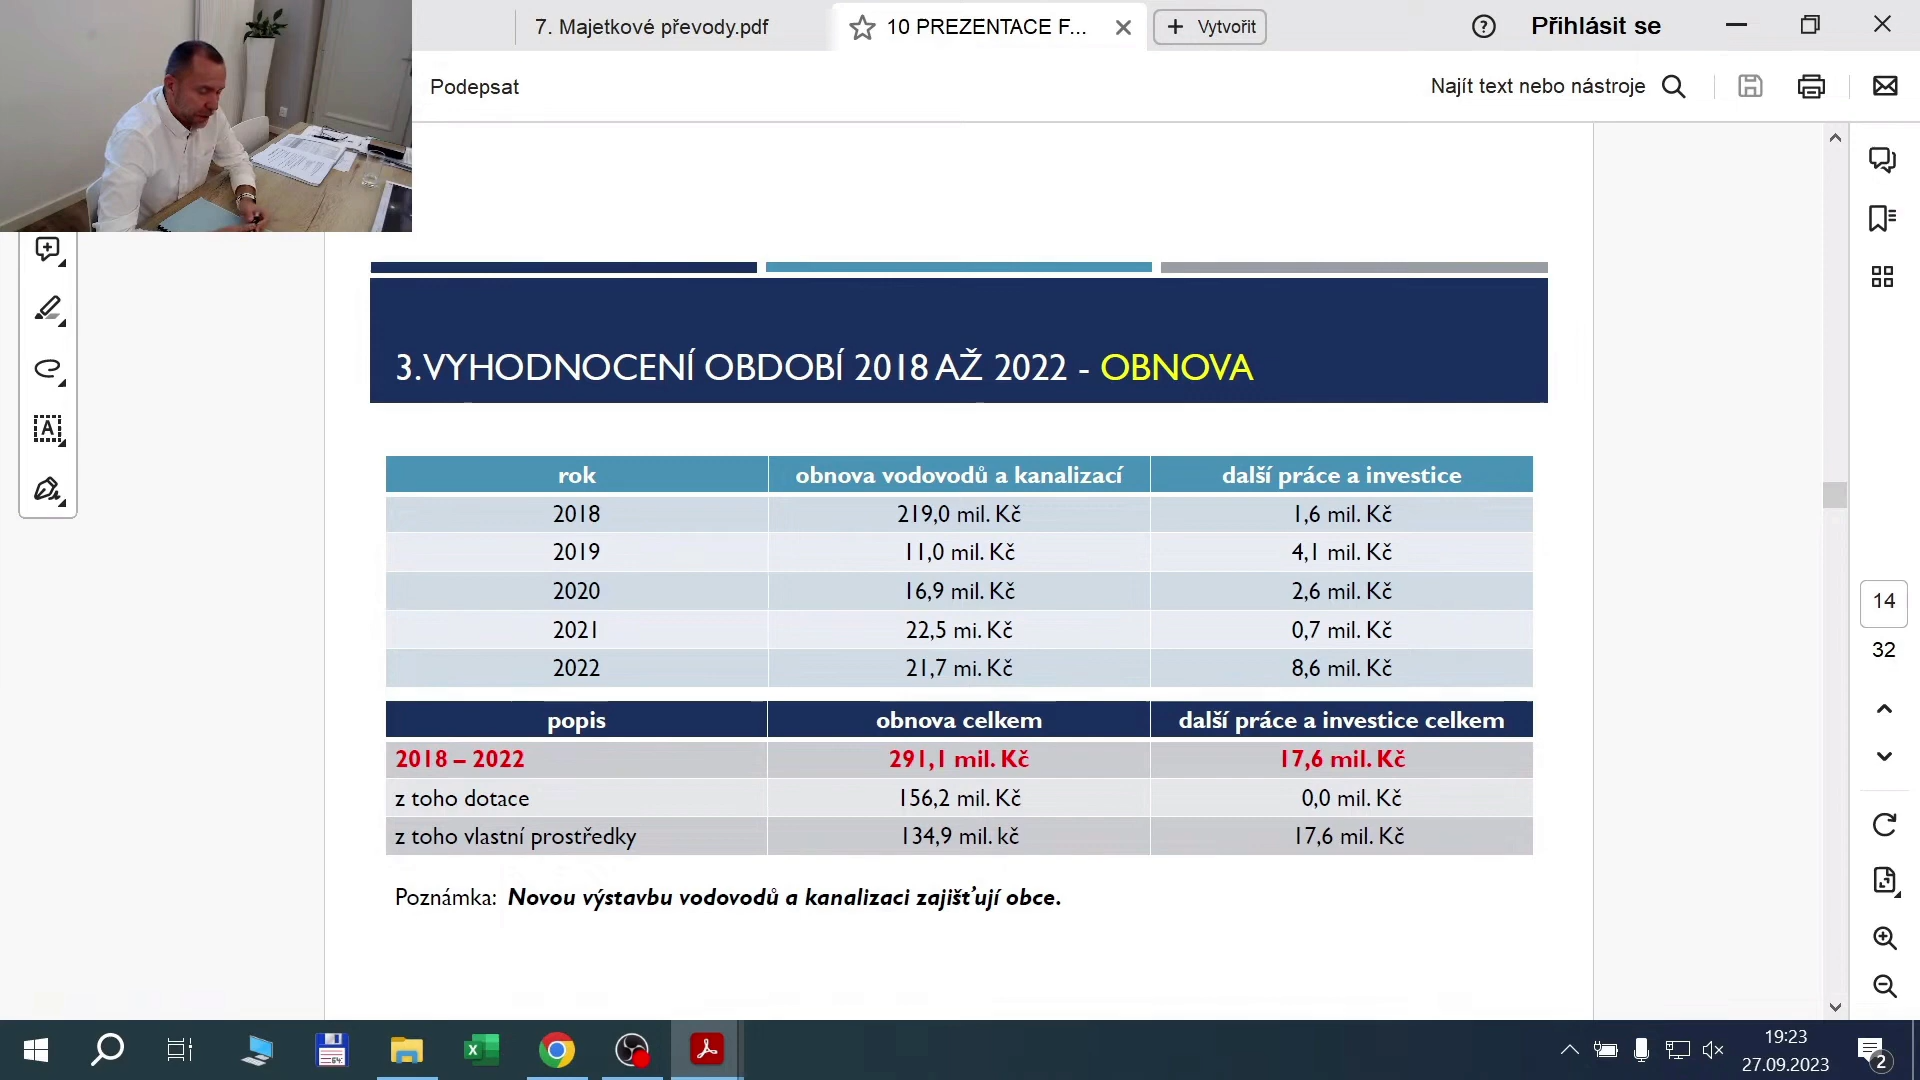 7. Majetkové převody.pdf
10 PREZENTACE F...
Vytvořit
Přihlásit se
Podepsat
Najít text nebo nástroje
3. VYHODNOCENÍ OBDOBÍ 2018 AŽ 2022 - OBNOVA
rok obnova vodovodů a kanalizací další práce a investice
2018 219,0 mil. Kč 1,6 mil. Kč
2019 11,0 mil. Kč 4,1 mil. Kč
2020 16,9 mil. Kč 2,6 mil. Kč
2021 22,5 mi. Kč 0,7 mil. Kč
2022 21,7 mi. Kč 8,6 mil. Kč
popis obnova celkem další práce a investice celkem
2018 – 2022 291,1 mil. Kč 17,6 mil. Kč
z toho dotace 156,2 mil. Kč 0,0 mil. Kč
z toho vlastní prostředky 134,9 mil. kč 17,6 mil. Kč
Poznámka: Novou výstavbu vodovodů a kanalizaci zajišťují obce.
14
32
19:23
27.09.2023
2